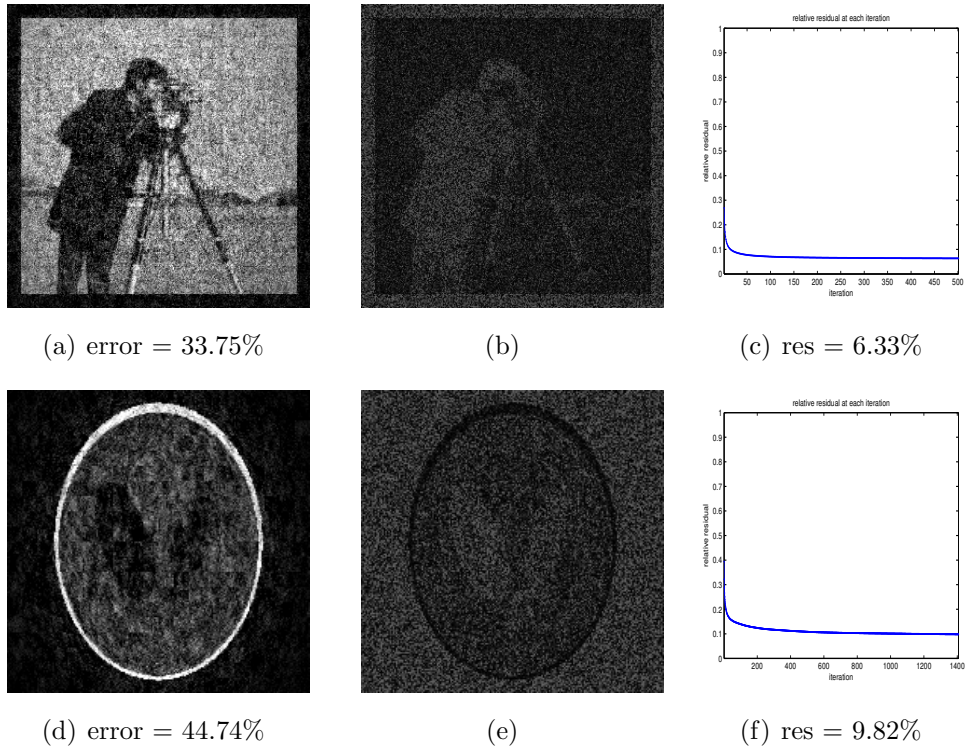 relative residual at each iteration
1
0.9
0.8
0.7
0.6
0.5
0.4
0.3
0.2
0.1
0
relative residual
50 100 150 200 250 300 350 400 450 500
iteration
(a) error = 33.75%
(b)
(c) res = 6.33%
relative residual at each iteration
1
0.9
0.8
0.7
0.6
0.5
0.4
0.3
0.2
0.1
0
relative residual
200 400 600 800 1000 1200 1400
iteration
(d) error = 44.74%
(e)
(f) res = 9.82%